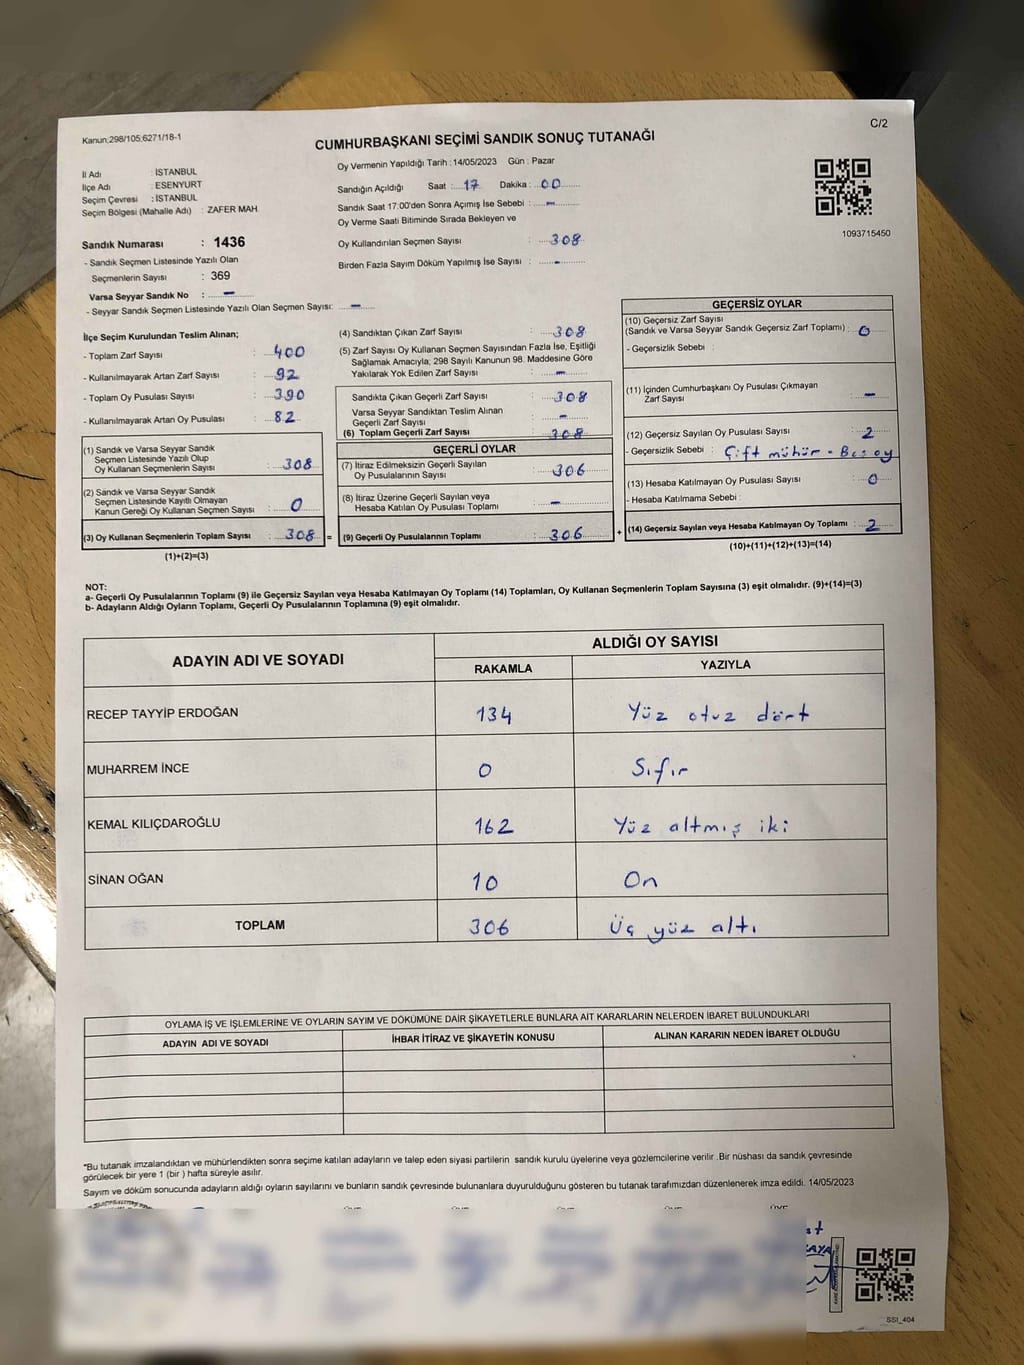 Kanun;298/105;6271/18-1
C/2
CUMHURBAŞKANI SEÇİMİ SANDIK SONUÇ TUTANAĞI
İl Adı : İSTANBUL
İlçe Adı : ESENYURT
Seçim Çevresi : İSTANBUL
Seçim Bölgesi (Mahalle Adı) : ZAFER MAH.
Sandık Numarası : 1436
- Sandık Seçmen Listesinde Yazılı Olan
Seçmenlerin Sayısı : 369
Varsa Seyyar Sandık No : -
- Seyyar Sandık Seçmen Listesinde Yazılı Olan Seçmen Sayısı: -
Oy Vermenin Yapıldığı Tarih : 14/05/2023 Gün : Pazar
Sandığın Açıldığı Saat : 17 Dakika : 00
Sandık Saat 17.00'den Sonra Açımış İse Sebebi : -
Oy Verme Saati Bitiminde Sırada Bekleyen ve
Oy Kullandırılan Seçmen Sayısı : 308
Birden Fazla Sayım Döküm Yapılmış İse Sayısı : -
1093715450
İlçe Seçim Kurulundan Teslim Alınan;
- Toplam Zarf Sayısı : 400
- Kullanılmayarak Artan Zarf Sayısı : 92
- Toplam Oy Pusulası Sayısı : 390
- Kullanılmayarak Artan Oy Pusulası : 82
(1) Sandık ve Varsa Seyyar Sandık
Seçmen Listesinde Yazılı Olup
Oy Kullanan Seçmenlerin Sayısı : 308
(2) Sandık ve Varsa Seyyar Sandık
Seçmen Listesinde Kayıtlı Olmayan
Kanun Gereği Oy Kullanan Seçmen Sayısı : 0
(3) Oy Kullanan Seçmenlerin Toplam Sayısı : 308 =
(1)+(2)=(3)
(4) Sandıktan Çıkan Zarf Sayısı : 308
(5) Zarf Sayısı Oy Kullanan Seçmen Sayısından Fazla İse, Eşitliği
Sağlamak Amacıyla; 298 Sayılı Kanunun 98. Maddesine Göre
Yakılarak Yok Edilen Zarf Sayısı : -
Sandıkta Çıkan Geçerli Zarf Sayısı : 308
Varsa Seyyar Sandıktan Teslim Alınan
Geçerli Zarf Sayısı : -
(6) Toplam Geçerli Zarf Sayısı : 308
GEÇERLİ OYLAR
(7) İtiraz Edilmeksizin Geçerli Sayılan
Oy Pusulalarının Sayısı : 306
(8) İtiraz Üzerine Geçerli Sayılan veya
Hesaba Katılan Oy Pusulası Toplamı : -
(9) Geçerli Oy Pusulalarının Toplamı : 306 +
GEÇERSİZ OYLAR
(10) Geçersiz Zarf Sayısı
(Sandık ve Varsa Seyyar Sandık Geçersiz Zarf Toplamı) : 0
- Geçersizlik Sebebi :
(11) İçinden Cumhurbaşkanı Oy Pusulası Çıkmayan
Zarf Sayısı : -
(12) Geçersiz Sayılan Oy Pusulası Sayısı : 2
- Geçersizlik Sebebi : Çift mühür - Boş oy
(13) Hesaba Katılmayan Oy Pusulası Sayısı : 0
- Hesaba Katılmama Sebebi :
(14) Geçersiz Sayılan veya Hesaba Katılmayan Oy Toplamı : 2
(10)+(11)+(12)+(13)=(14)
NOT:
a- Geçerli Oy Pusulalarının Toplamı (9) ile Geçersiz Sayılan veya Hesaba Katılmayan Oy Toplamı (14) Toplamları, Oy Kullanan Seçmenlerin Toplam Sayısına (3) eşit olmalıdır. (9)+(14)=(3)
b- Adayların Aldığı Oyların Toplamı, Geçerli Oy Pusulalarının Toplamına (9) eşit olmalıdır.
ADAYIN ADI VE SOYADI ALDIĞI OY SAYISI
RAKAMLA YAZIYLA
RECEP TAYYİP ERDOĞAN 134 Yüz otuz dört
MUHARREM İNCE 0 Sıfır
KEMAL KILIÇDAROĞLU 162 Yüz altmış iki
SİNAN OĞAN 10 On
TOPLAM 306 Üç yüz altı
OYLAMA İŞ VE İŞLEMLERİNE VE OYLARIN SAYIM VE DÖKÜMÜNE DAİR ŞİKAYETLERLE BUNLARA AİT KARARLARIN NELERDEN İBARET BULUNDUKLARI
ADAYIN ADI VE SOYADI İHBAR İTİRAZ VE ŞİKAYETİN KONUSU ALINAN KARARIN NEDEN İBARET OLDUĞU
*Bu tutanak imzalandıktan ve mühürlendikten sonra seçime katılan adayların ve talep eden siyasi partilerin sandık kurulu üyelerine veya gözlemcilerine verilir .Bir nüshası da sandık çevresinde
görülecek bir yere 1 (bir ) hafta süreyle asılır.
Sayım ve döküm sonucunda adayların aldığı oyların sayılarını ve bunların sandık çevresinde bulunanlara duyurulduğunu gösteren bu tutanak tarafımızdan düzenlenerek imza edildi. 14/05/2023
SSI_404